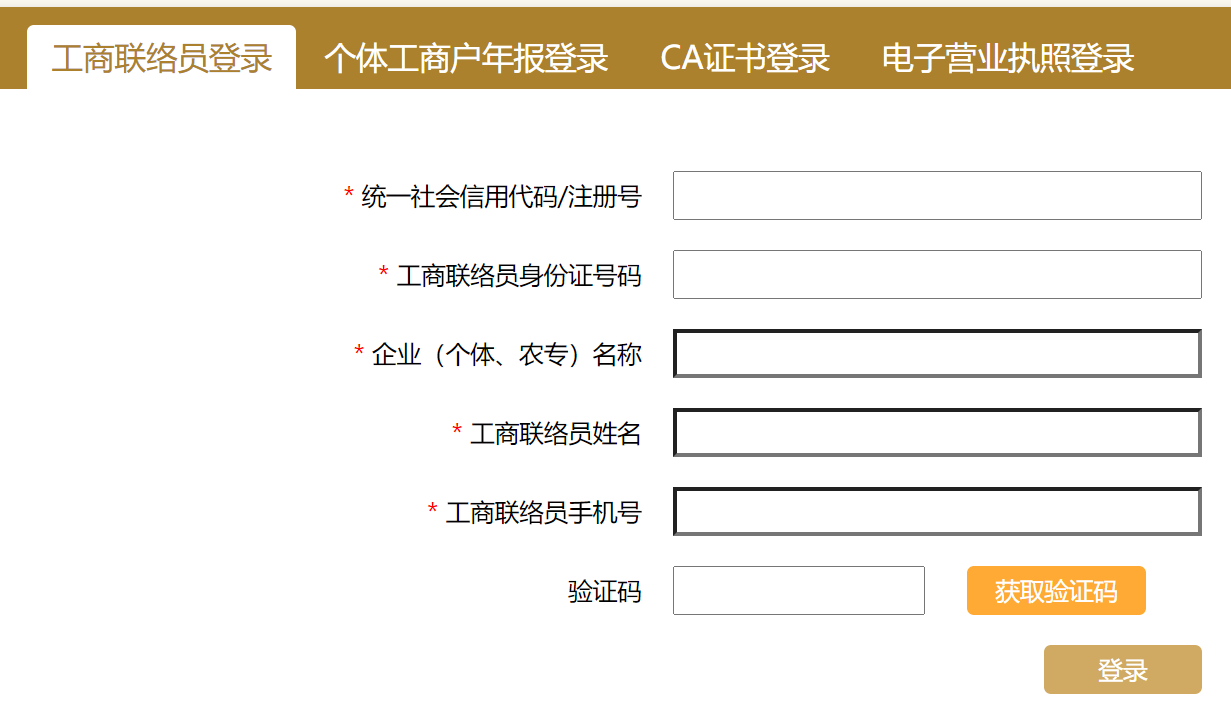 工商联络员登录 个体工商户年报登录 CA证书登录 电子营业执照登录
* 统一社会信用代码/注册号
* 工商联络员身份证号码
* 企业（个体、农专）名称
* 工商联络员姓名
* 工商联络员手机号
验证码 获取验证码
登录